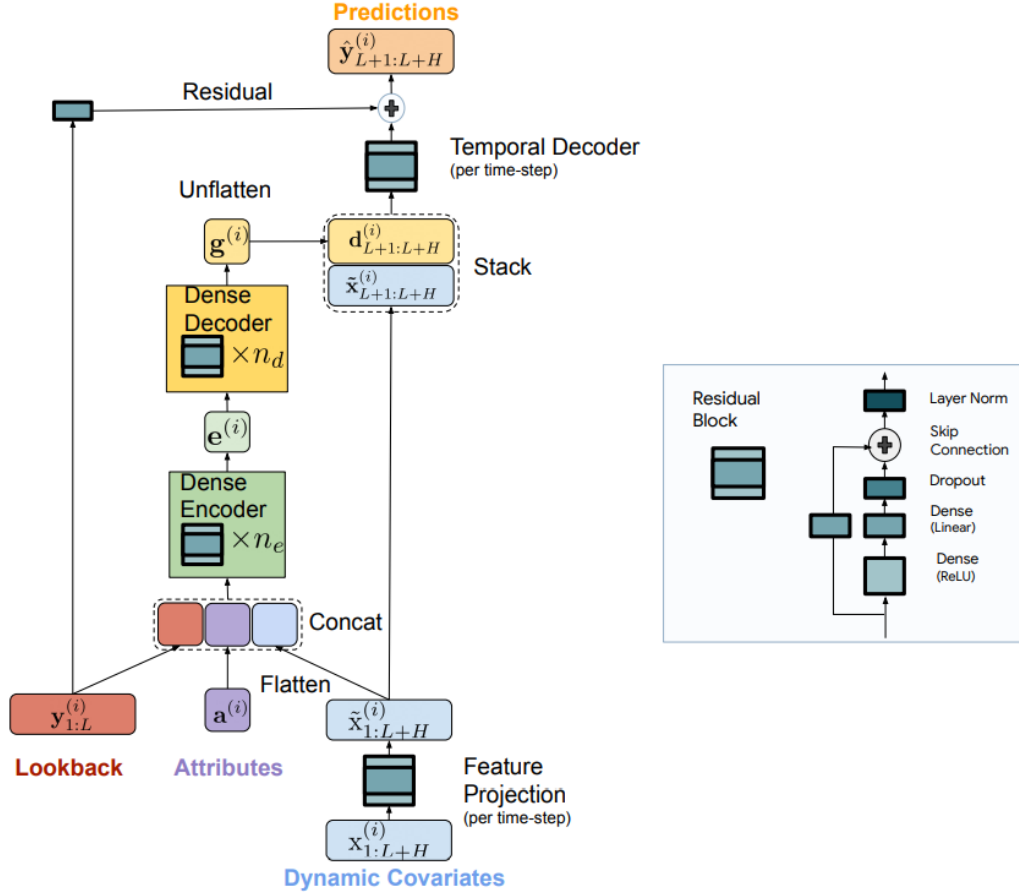 Predictions
ŷ^{(i)}_{L+1:L+H}
Residual
Temporal Decoder
(per time-step)
Unflatten
g^{(i)}
d^{(i)}_{L+1:L+H}
x̃^{(i)}_{L+1:L+H}
Stack
Dense
Decoder
×n_d
e^{(i)}
Dense
Encoder
×n_e
Concat
Flatten
y^{(i)}_{1:L}
a^{(i)}
x̃^{(i)}_{1:L+H}
Lookback
Attributes
Feature
Projection
(per time-step)
x^{(i)}_{1:L+H}
Dynamic Covariates
Residual
Block
Layer Norm
Skip
Connection
Dropout
Dense
(Linear)
Dense
(ReLU)